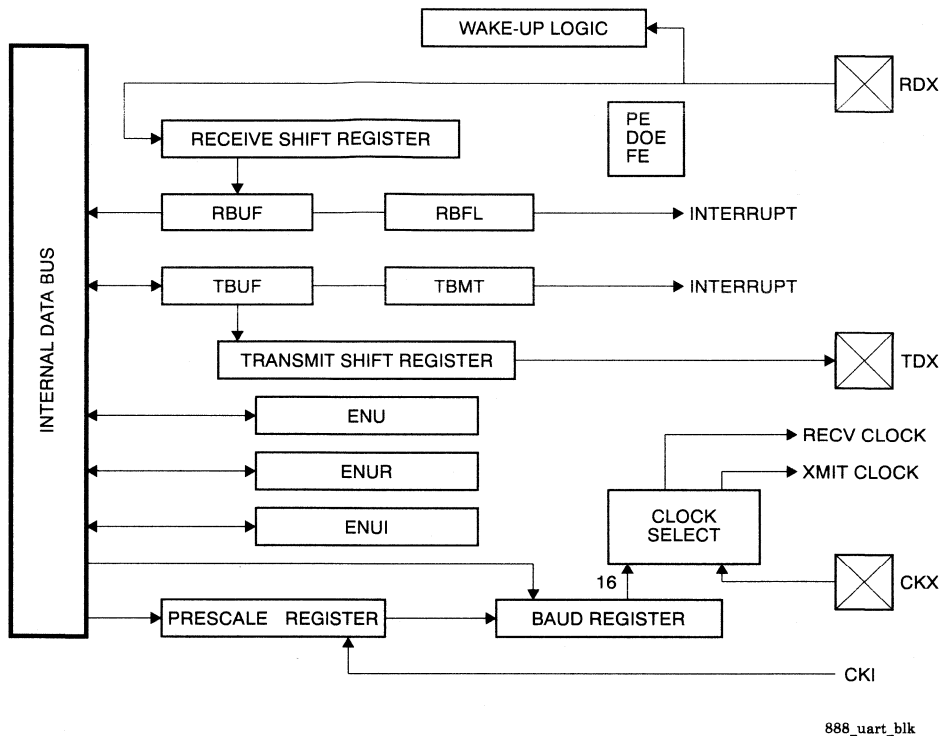 WAKE-UP LOGIC
RDX
PE
DOE
FE
RECEIVE SHIFT REGISTER
RBUF
RBFL
INTERRUPT
INTERNAL DATA BUS
TBUF
TBMT
INTERRUPT
TRANSMIT SHIFT REGISTER
TDX
ENU
RECV CLOCK
ENUR
XMIT CLOCK
CLOCK
SELECT
ENUI
16
CKX
PRESCALE REGISTER
BAUD REGISTER
CKI
888_uart_blk